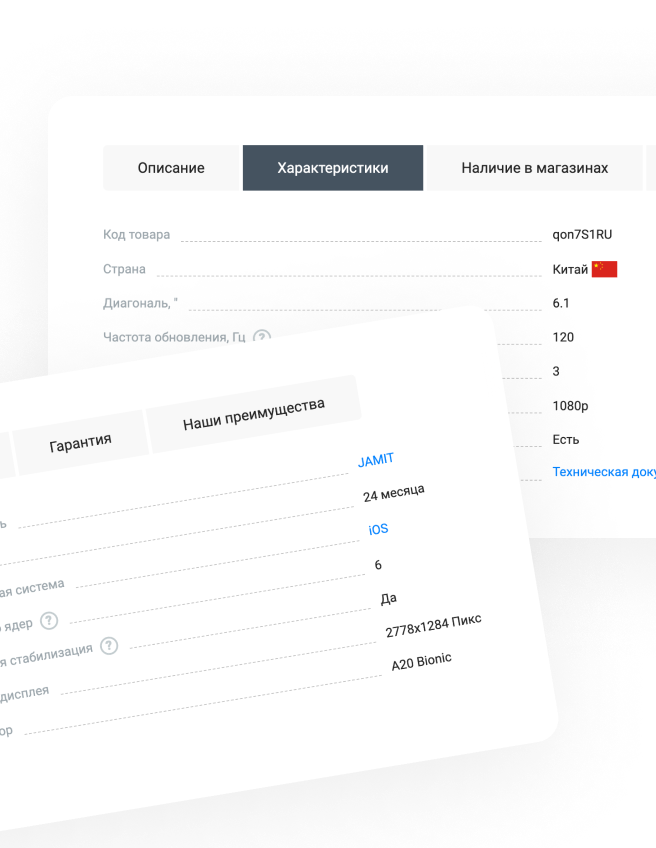 Описание Характеристики Наличие в магазинах
Код товара qon7S1RU
Страна Китай
Диагональ, " 6.1
Частота обновления, Гц ? 120
3
1080p
Есть
Техническая доку
Гарантия Наши преимущества
ь JAMIT
24 месяца
ая система iOS
ядер ? 6
я стабилизация ? Да
дисплея 2778x1284 Пикс
ор A20 Bionic